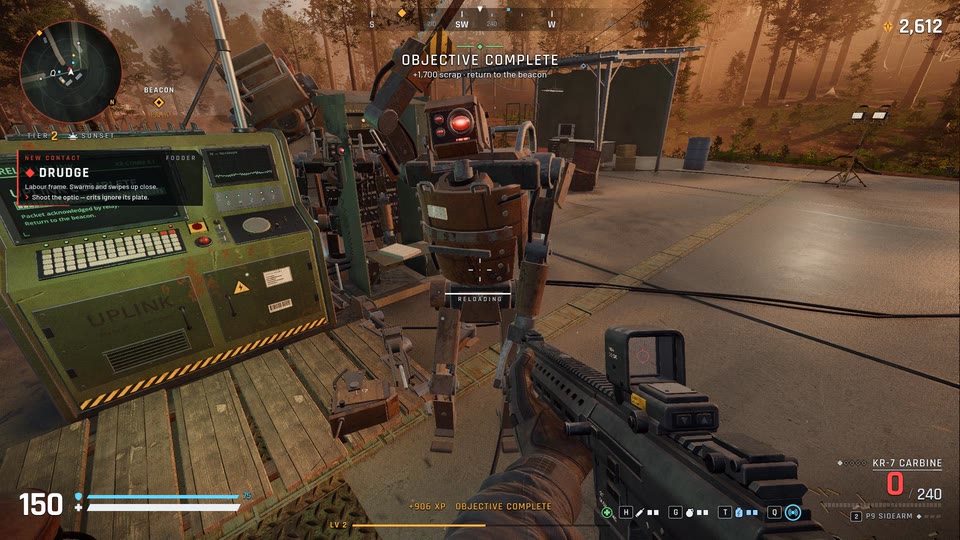 S
SW
240
W
2,612
OBJECTIVE COMPLETE
+1,700 scrap · return to the beacon
BEACON
N
TIER 2 SUNSET
NEW CONTACT
FODDER
DRUDGE
Labour frame. Swarms and swipes up close.
Shoot the optic — crits ignore its plate.
Packet acknowledged by relay.
Return to the beacon.
UPLINK
RELOADING
KR-7 CARBINE
0 / 240
2 P9 SIDEARM
150
75
+906 XP OBJECTIVE COMPLETE
LV 2
H
G
T
Q